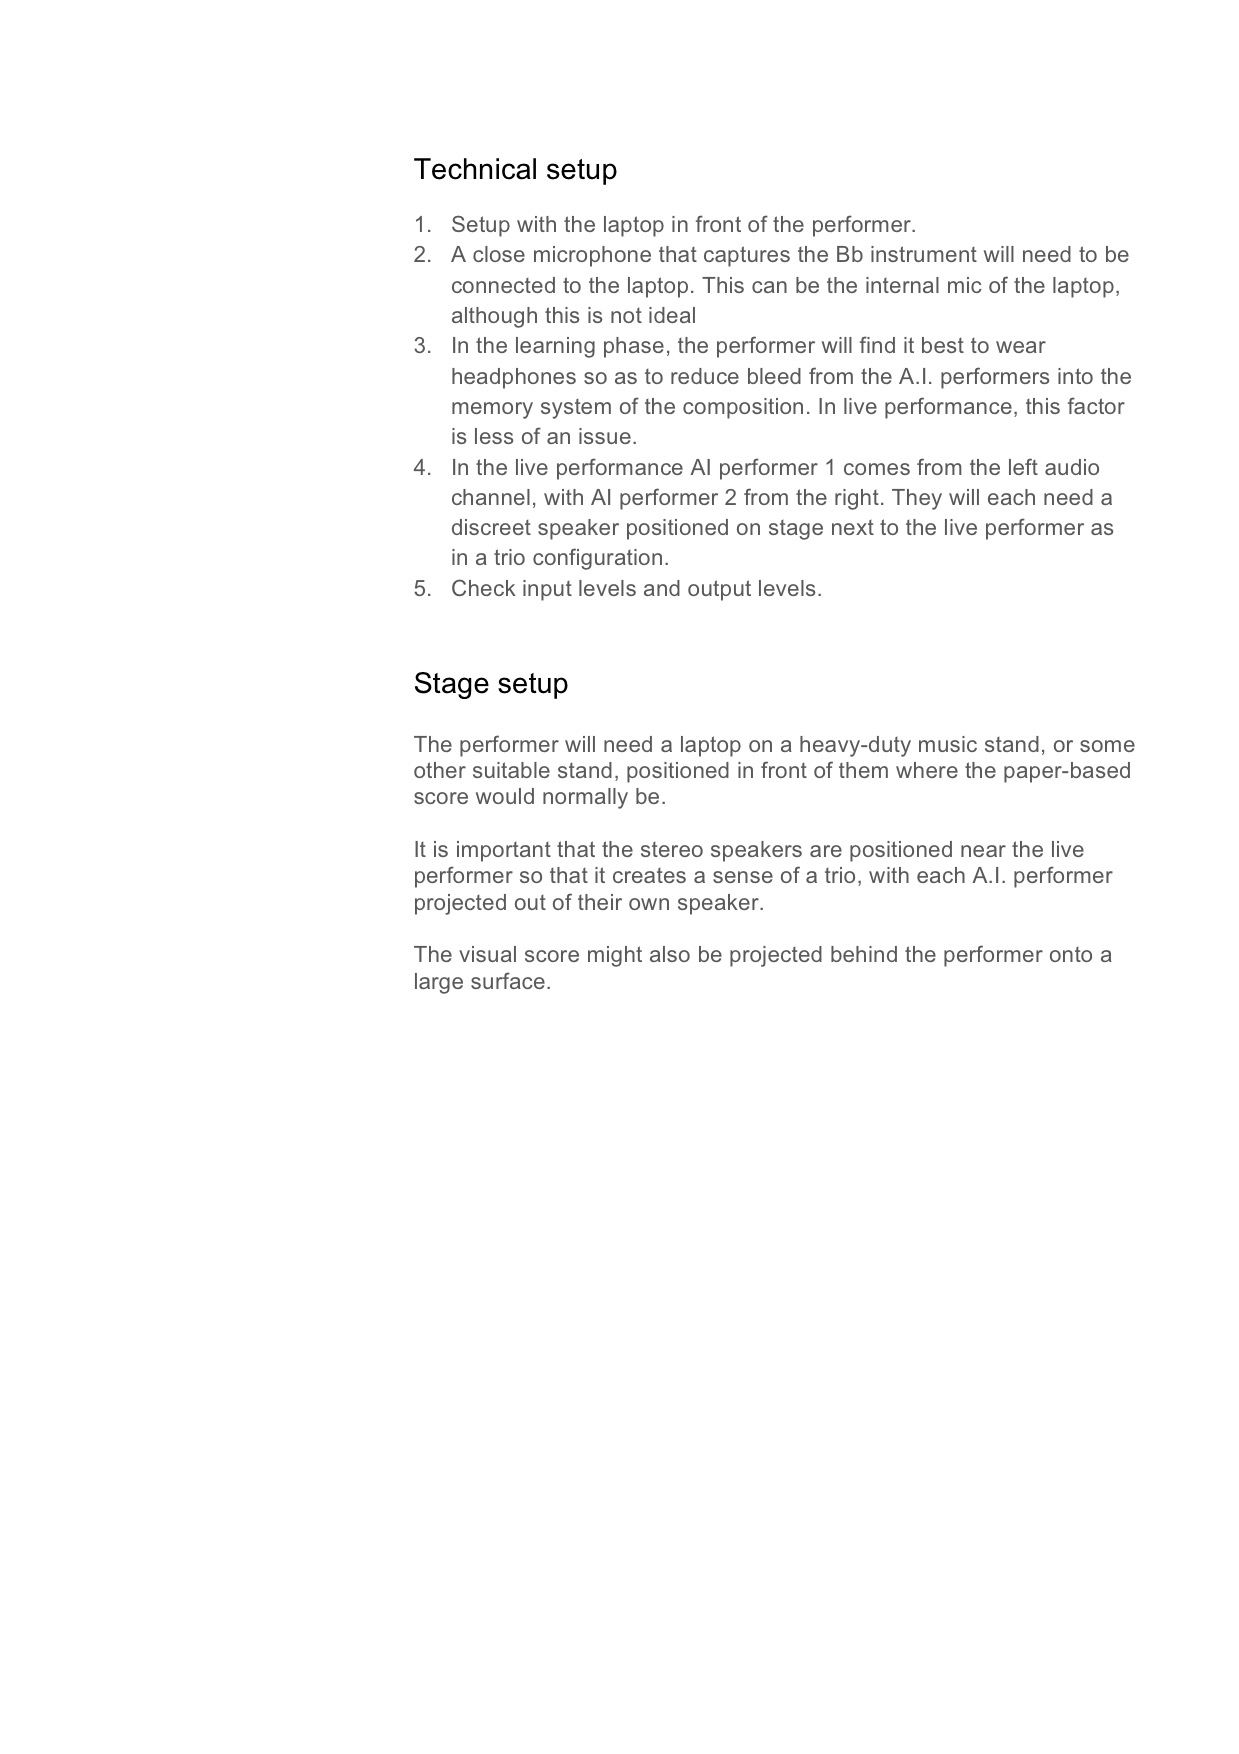 Technical setup
1. Setup with the laptop in front of the performer.
2. A close microphone that captures the Bb instrument will need to be
connected to the laptop. This can be the internal mic of the laptop,
although this is not ideal
3. In the learning phase, the performer will find it best to wear
headphones so as to reduce bleed from the A.I. performers into the
memory system of the composition. In live performance, this factor
is less of an issue.
4. In the live performance AI performer 1 comes from the left audio
channel, with AI performer 2 from the right. They will each need a
discreet speaker positioned on stage next to the live performer as
in a trio configuration.
5. Check input levels and output levels.
Stage setup
The performer will need a laptop on a heavy-duty music stand, or some
other suitable stand, positioned in front of them where the paper-based
score would normally be.
It is important that the stereo speakers are positioned near the live
performer so that it creates a sense of a trio, with each A.I. performer
projected out of their own speaker.
The visual score might also be projected behind the performer onto a
large surface.